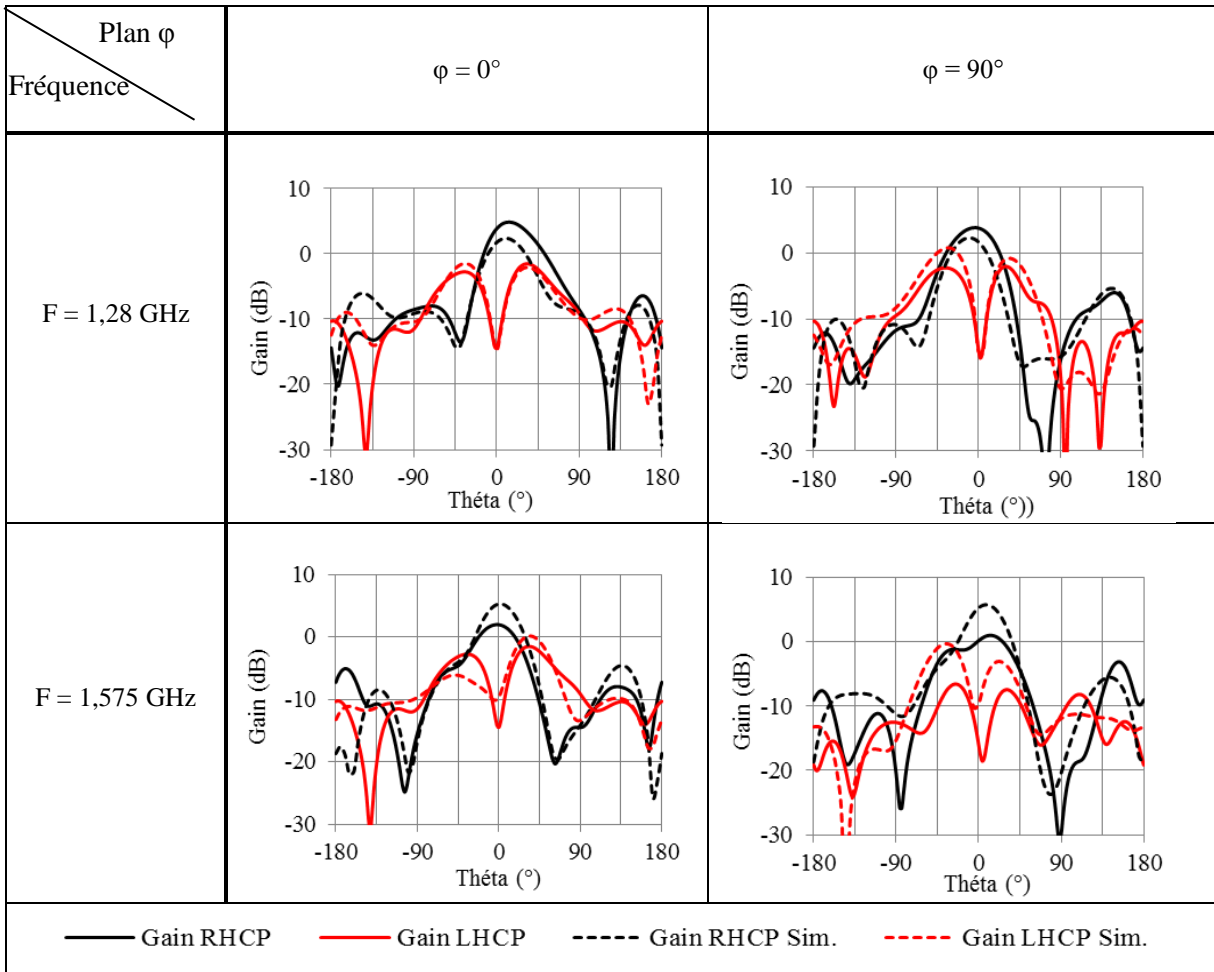 Plan φ
Fréquence
φ = 0°
φ = 90°
F = 1,28 GHz
Gain (dB)
10
0
-10
-20
-30
-180 -90 0 90 180
Théta (°)
Gain (dB)
10
0
-10
-20
-30
-180 -90 0 90 180
Théta (°))
F = 1,575 GHz
Gain (dB)
10
0
-10
-20
-30
-180 -90 0 90 180
Théta (°)
Gain (dB)
10
0
-10
-20
-30
-180 -90 0 90 180
Théta (°)
Gain RHCP Gain LHCP Gain RHCP Sim. Gain LHCP Sim.